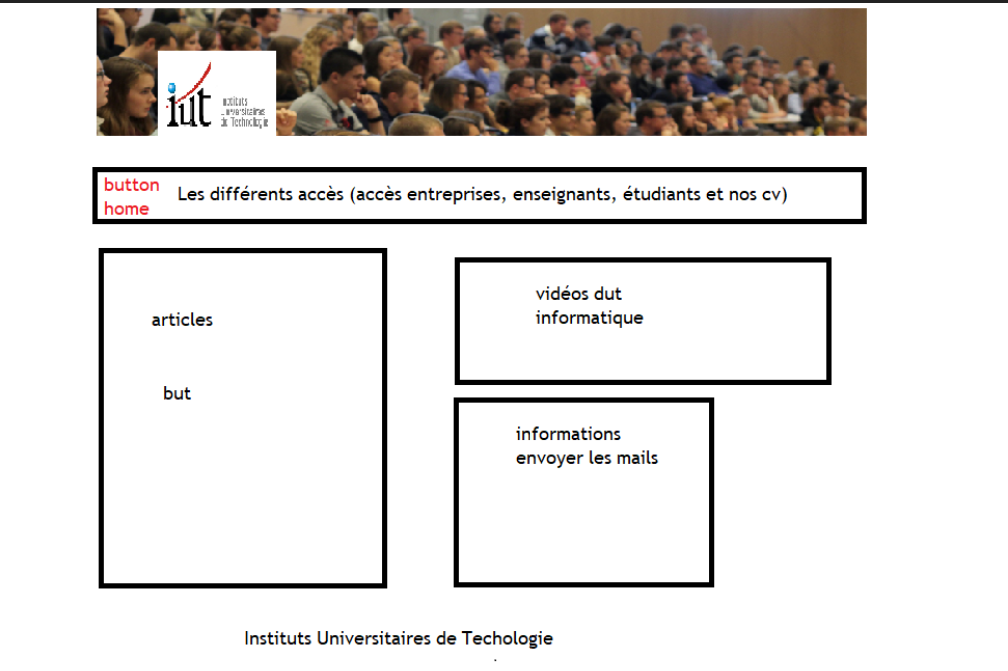 iut
Instituts
Universitaires
de Technologie
button
home
Les différents accès (accès entreprises, enseignants, étudiants et nos cv)
articles
but
vidéos dut
informatique
informations
envoyer les mails
Instituts Universitaires de Techologie